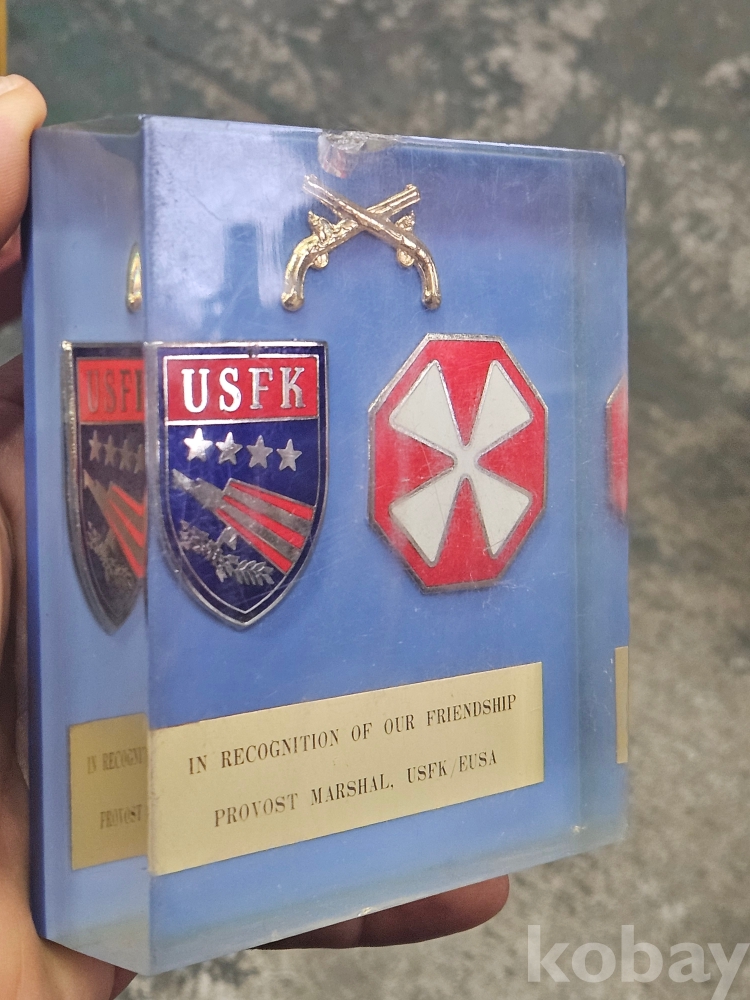 USFK
IN RECOGNITION OF OUR FRIENDSHIP
PROVOST MARSHAL, USFK/EUSA
kobay